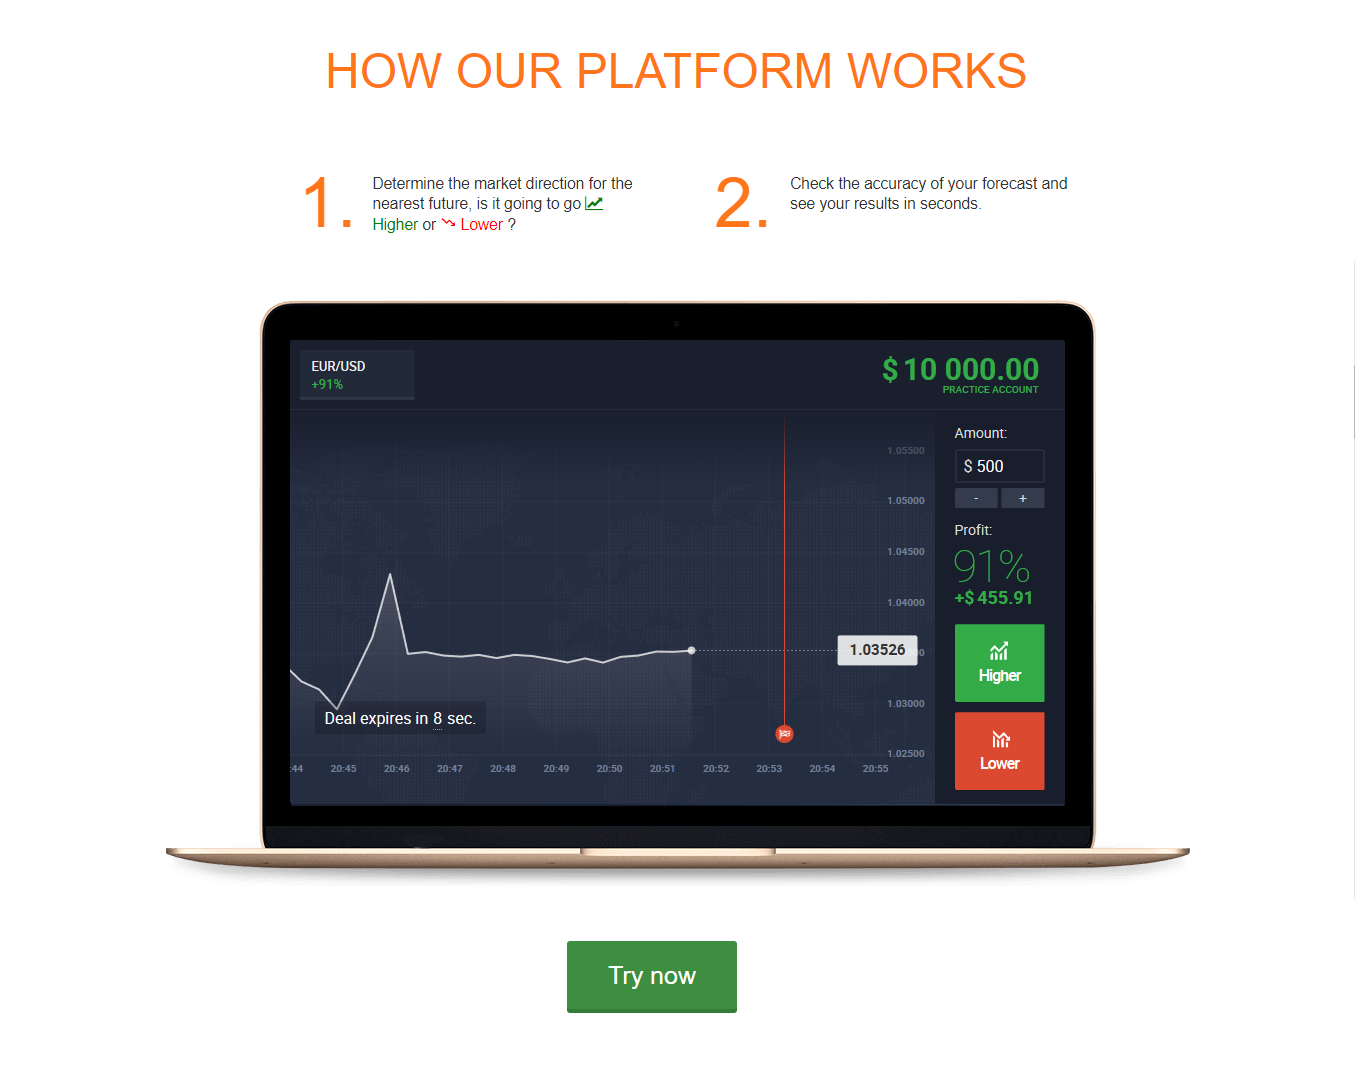 HOW OUR PLATFORM WORKS
1.
Determine the market direction for the
nearest future, is it going to go
Higher or Lower ?
2.
Check the accuracy of your forecast and
see your results in seconds.
EUR/USD
+91%
$ 10 000.00
PRACTICE ACCOUNT
1.05500
1.05000
1.04500
1.04000
1.03526
1.03000
1.02500
Deal expires in 8 sec.
:44 20:45 20:46 20:47 20:48 20:49 20:50 20:51 20:52 20:53 20:54 20:55
Amount:
$ 500
- +
Profit:
91%
+$ 455.91
Higher
Lower
Try now